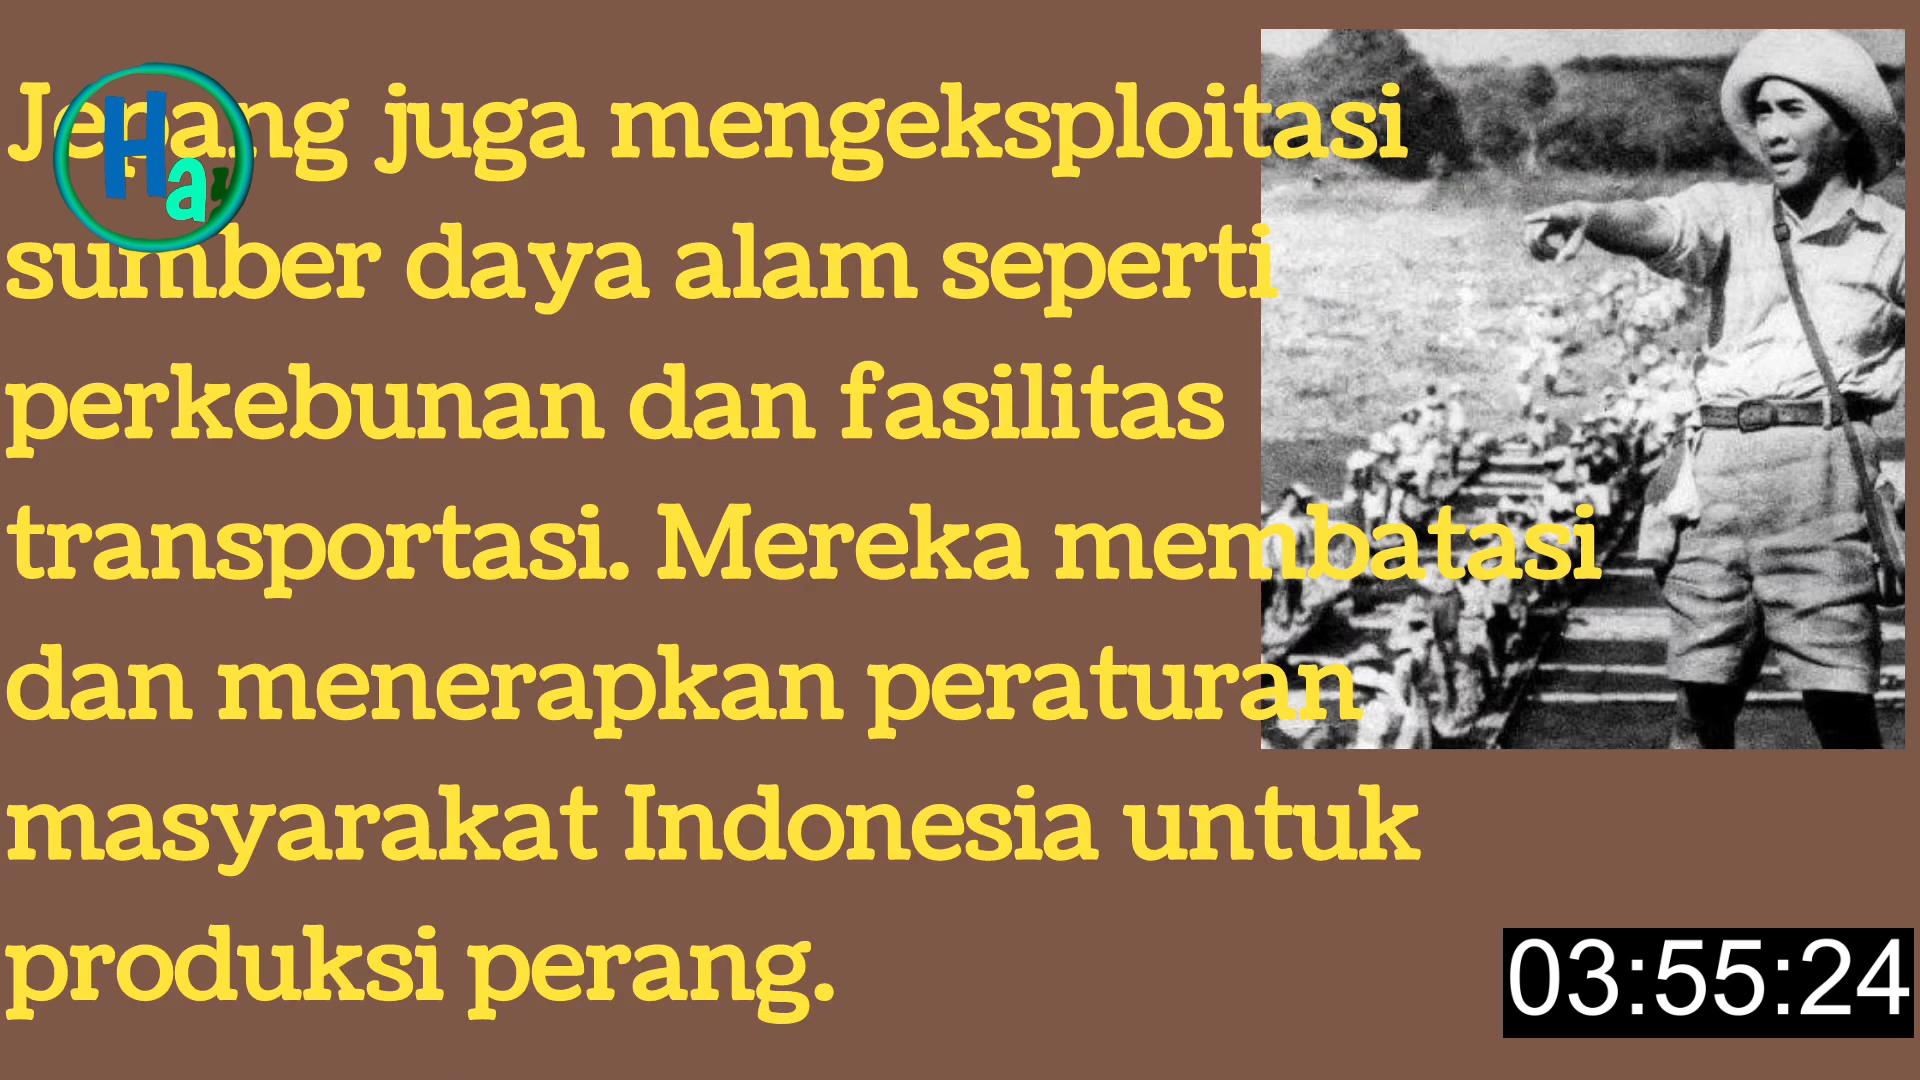 Jepang juga mengeksploitasi
sumber daya alam seperti
perkebunan dan fasilitas
transportasi. Mereka membatasi
dan menerapkan peraturan
masyarakat Indonesia untuk
produksi perang.
Ha
03:55:24